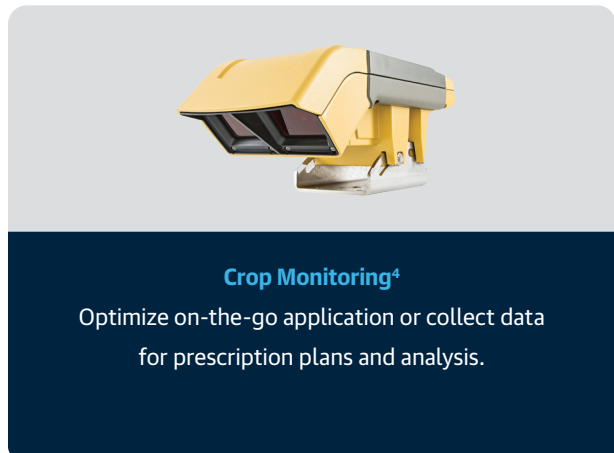 Crop Monitoring⁴
Optimize on-the-go application or collect data
for prescription plans and analysis.